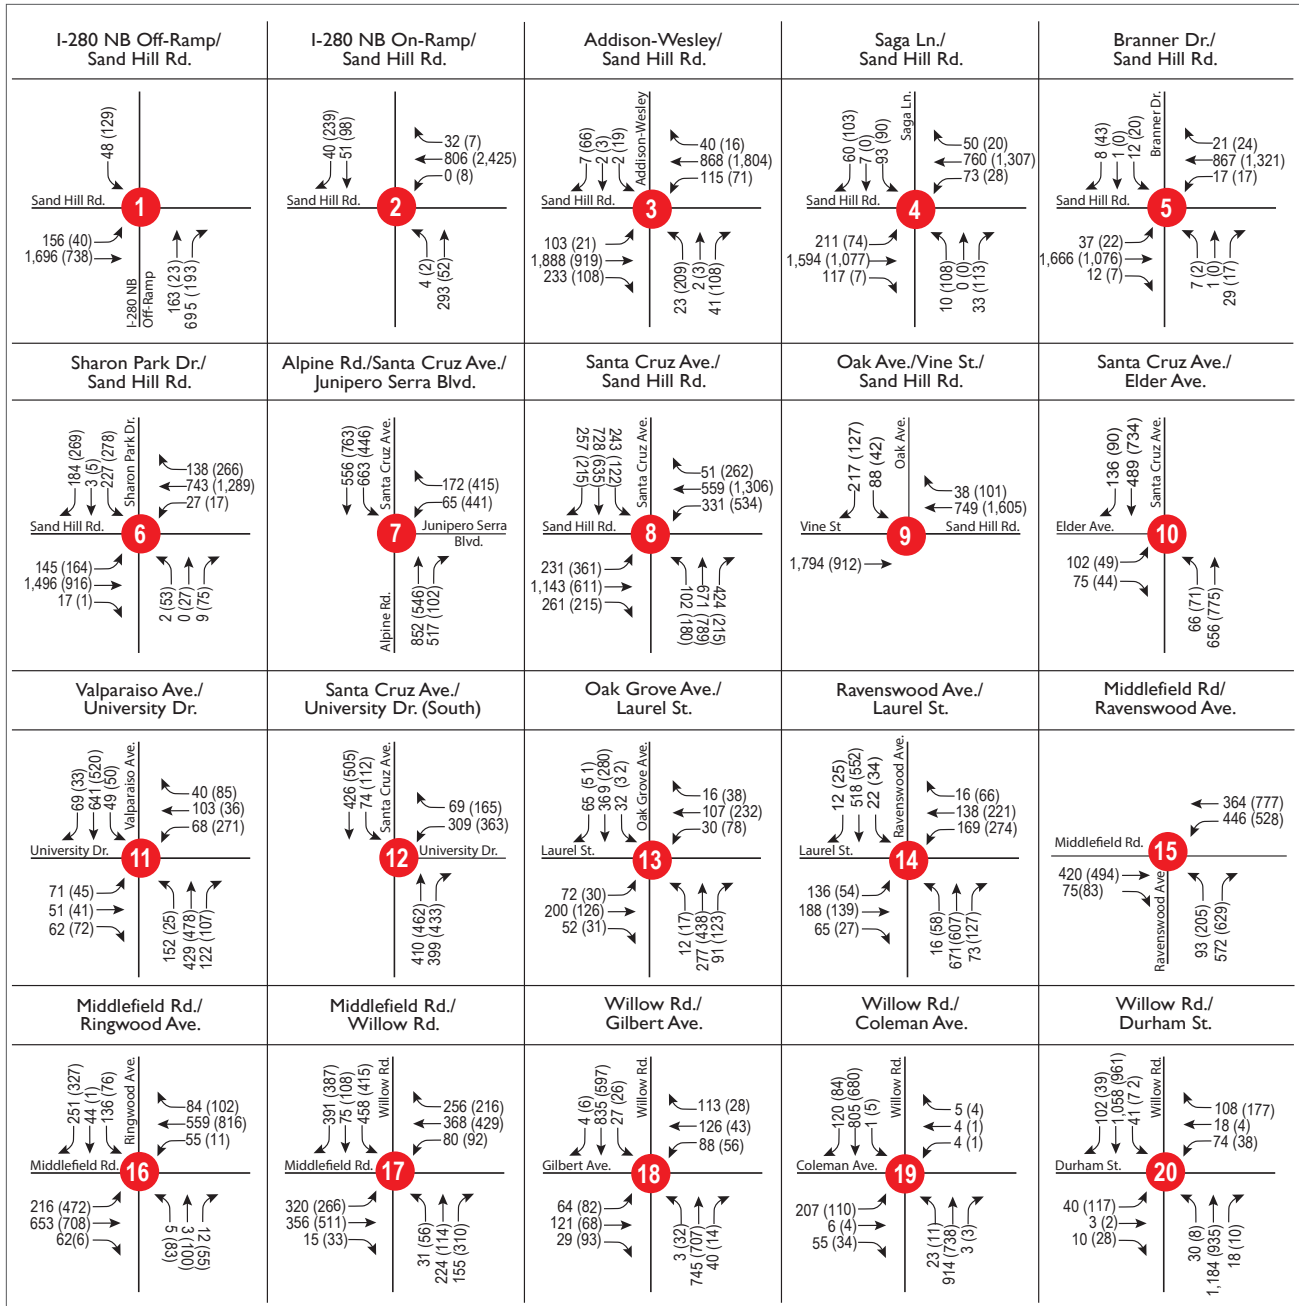 I-280 NB Off-Ramp/
Sand Hill Rd.
48 (129)
Sand Hill Rd.
1
156 (40)
1,696 (738)
I-280 NB
Off-Ramp
163 (23)
695 (193)
I-280 NB On-Ramp/
Sand Hill Rd.
40 (239)
51 (98)
32 (7)
806 (2,425)
0 (8)
Sand Hill Rd.
2
4 (2)
293 (52)
Addison-Wesley/
Sand Hill Rd.
7 (66)
2 (3)
2 (19)
Addison-Wesley
40 (16)
868 (1,804)
115 (71)
Sand Hill Rd.
3
103 (21)
1,888 (919)
233 (108)
23 (209)
2 (3)
41 (108)
Saga Ln./
Sand Hill Rd.
60 (103)
7 (0)
93 (90)
Saga Ln.
50 (20)
760 (1,307)
73 (28)
Sand Hill Rd.
4
211 (74)
1,594 (1,077)
117 (7)
10 (108)
0 (0)
33 (113)
Branner Dr./
Sand Hill Rd.
8 (43)
1 (0)
12 (20)
Branner Dr.
21 (24)
867 (1,321)
17 (17)
Sand Hill Rd.
5
37 (22)
1,666 (1,076)
12 (7)
7 (2)
1 (0)
29 (17)
Sharon Park Dr./
Sand Hill Rd.
184 (269)
3 (5)
227 (278)
Sharon Park Dr.
138 (266)
743 (1,289)
27 (17)
Sand Hill Rd.
6
145 (164)
1,496 (916)
17 (1)
2 (53)
0 (27)
9 (75)
Alpine Rd./Santa Cruz Ave./
Junipero Serra Blvd.
556 (763)
663 (446)
Santa Cruz Ave.
172 (415)
65 (441)
7
Junipero Serra
Blvd.
Alpine Rd.
852 (546)
517 (102)
Santa Cruz Ave./
Sand Hill Rd.
257 (215)
728 (635)
243 (122)
Santa Cruz Ave.
51 (262)
559 (1,306)
331 (534)
Sand Hill Rd.
8
231 (361)
1,143 (611)
261 (215)
102 (180)
671 (789)
424 (215)
Oak Ave./Vine St./
Sand Hill Rd.
217 (127)
88 (42)
Oak Ave.
38 (101)
749 (1,605)
Vine St
9
Sand Hill Rd.
1,794 (912)
Santa Cruz Ave./
Elder Ave.
136 (90)
489 (734)
Santa Cruz Ave.
Elder Ave.
10
102 (49)
75 (44)
66 (71)
656 (775)
Valparaiso Ave./
University Dr.
69 (33)
641 (520)
49 (50)
Valparaiso Ave.
40 (85)
103 (36)
68 (271)
University Dr.
11
71 (45)
51 (41)
62 (72)
152 (25)
429 (478)
122 (107)
Santa Cruz Ave./
University Dr. (South)
426 (505)
74 (112)
Santa Cruz Ave.
69 (165)
309 (363)
12
University Dr.
410 (462)
399 (433)
Oak Grove Ave./
Laurel St.
65 (5 1)
369 (280)
32 (3 2)
Oak Grove Ave.
16 (38)
107 (232)
30 (78)
Laurel St.
13
72 (30)
200 (126)
52 (31)
12 (17)
277 (438)
91 (123)
Ravenswood Ave./
Laurel St.
12 (25)
518 (552)
22 (34)
Ravenswood Ave.
16 (66)
138 (221)
169 (274)
Laurel St.
14
136 (54)
188 (139)
65 (27)
16 (58)
671 (607)
73 (127)
Middlefield Rd/
Ravenswood Ave.
364 (777)
446 (528)
Middlefield Rd.
15
420 (494)
75(83)
Ravenswood Ave.
93 (205)
572 (629)
Middlefield Rd./
Ringwood Ave.
251 (327)
44 (1)
136 (76)
Ringwood Ave.
84 (102)
559 (816)
55 (11)
Middlefield Rd.
16
216 (472)
653 (708)
62(6)
5 (83)
3 (100)
12 (55)
Middlefield Rd./
Willow Rd.
391 (387)
75 (108)
458 (415)
Willow Rd.
256 (216)
368 (429)
80 (92)
Middlefield Rd.
17
320 (266)
356 (511)
15 (33)
31 (56)
224 (114)
155 (310)
Willow Rd./
Gilbert Ave.
4 (6)
835 (597)
27 (26)
Willow Rd.
113 (28)
126 (43)
88 (56)
Gilbert Ave.
18
64 (82)
121 (68)
29 (93)
3 (32)
745 (707)
40 (14)
Willow Rd./
Coleman Ave.
120 (84)
805 (680)
1 (5)
Willow Rd.
5 (4)
4 (1)
4 (1)
Coleman Ave.
19
207 (110)
6 (4)
55 (34)
23 (11)
914 (738)
3 (3)
Willow Rd./
Durham St.
102 (39)
1,058 (961)
41 (7 2)
Willow Rd.
108 (177)
18 (4)
74 (38)
Durham St.
20
40 (117)
3 (2)
10 (28)
30 (8)
1,184 (935)
18 (10)